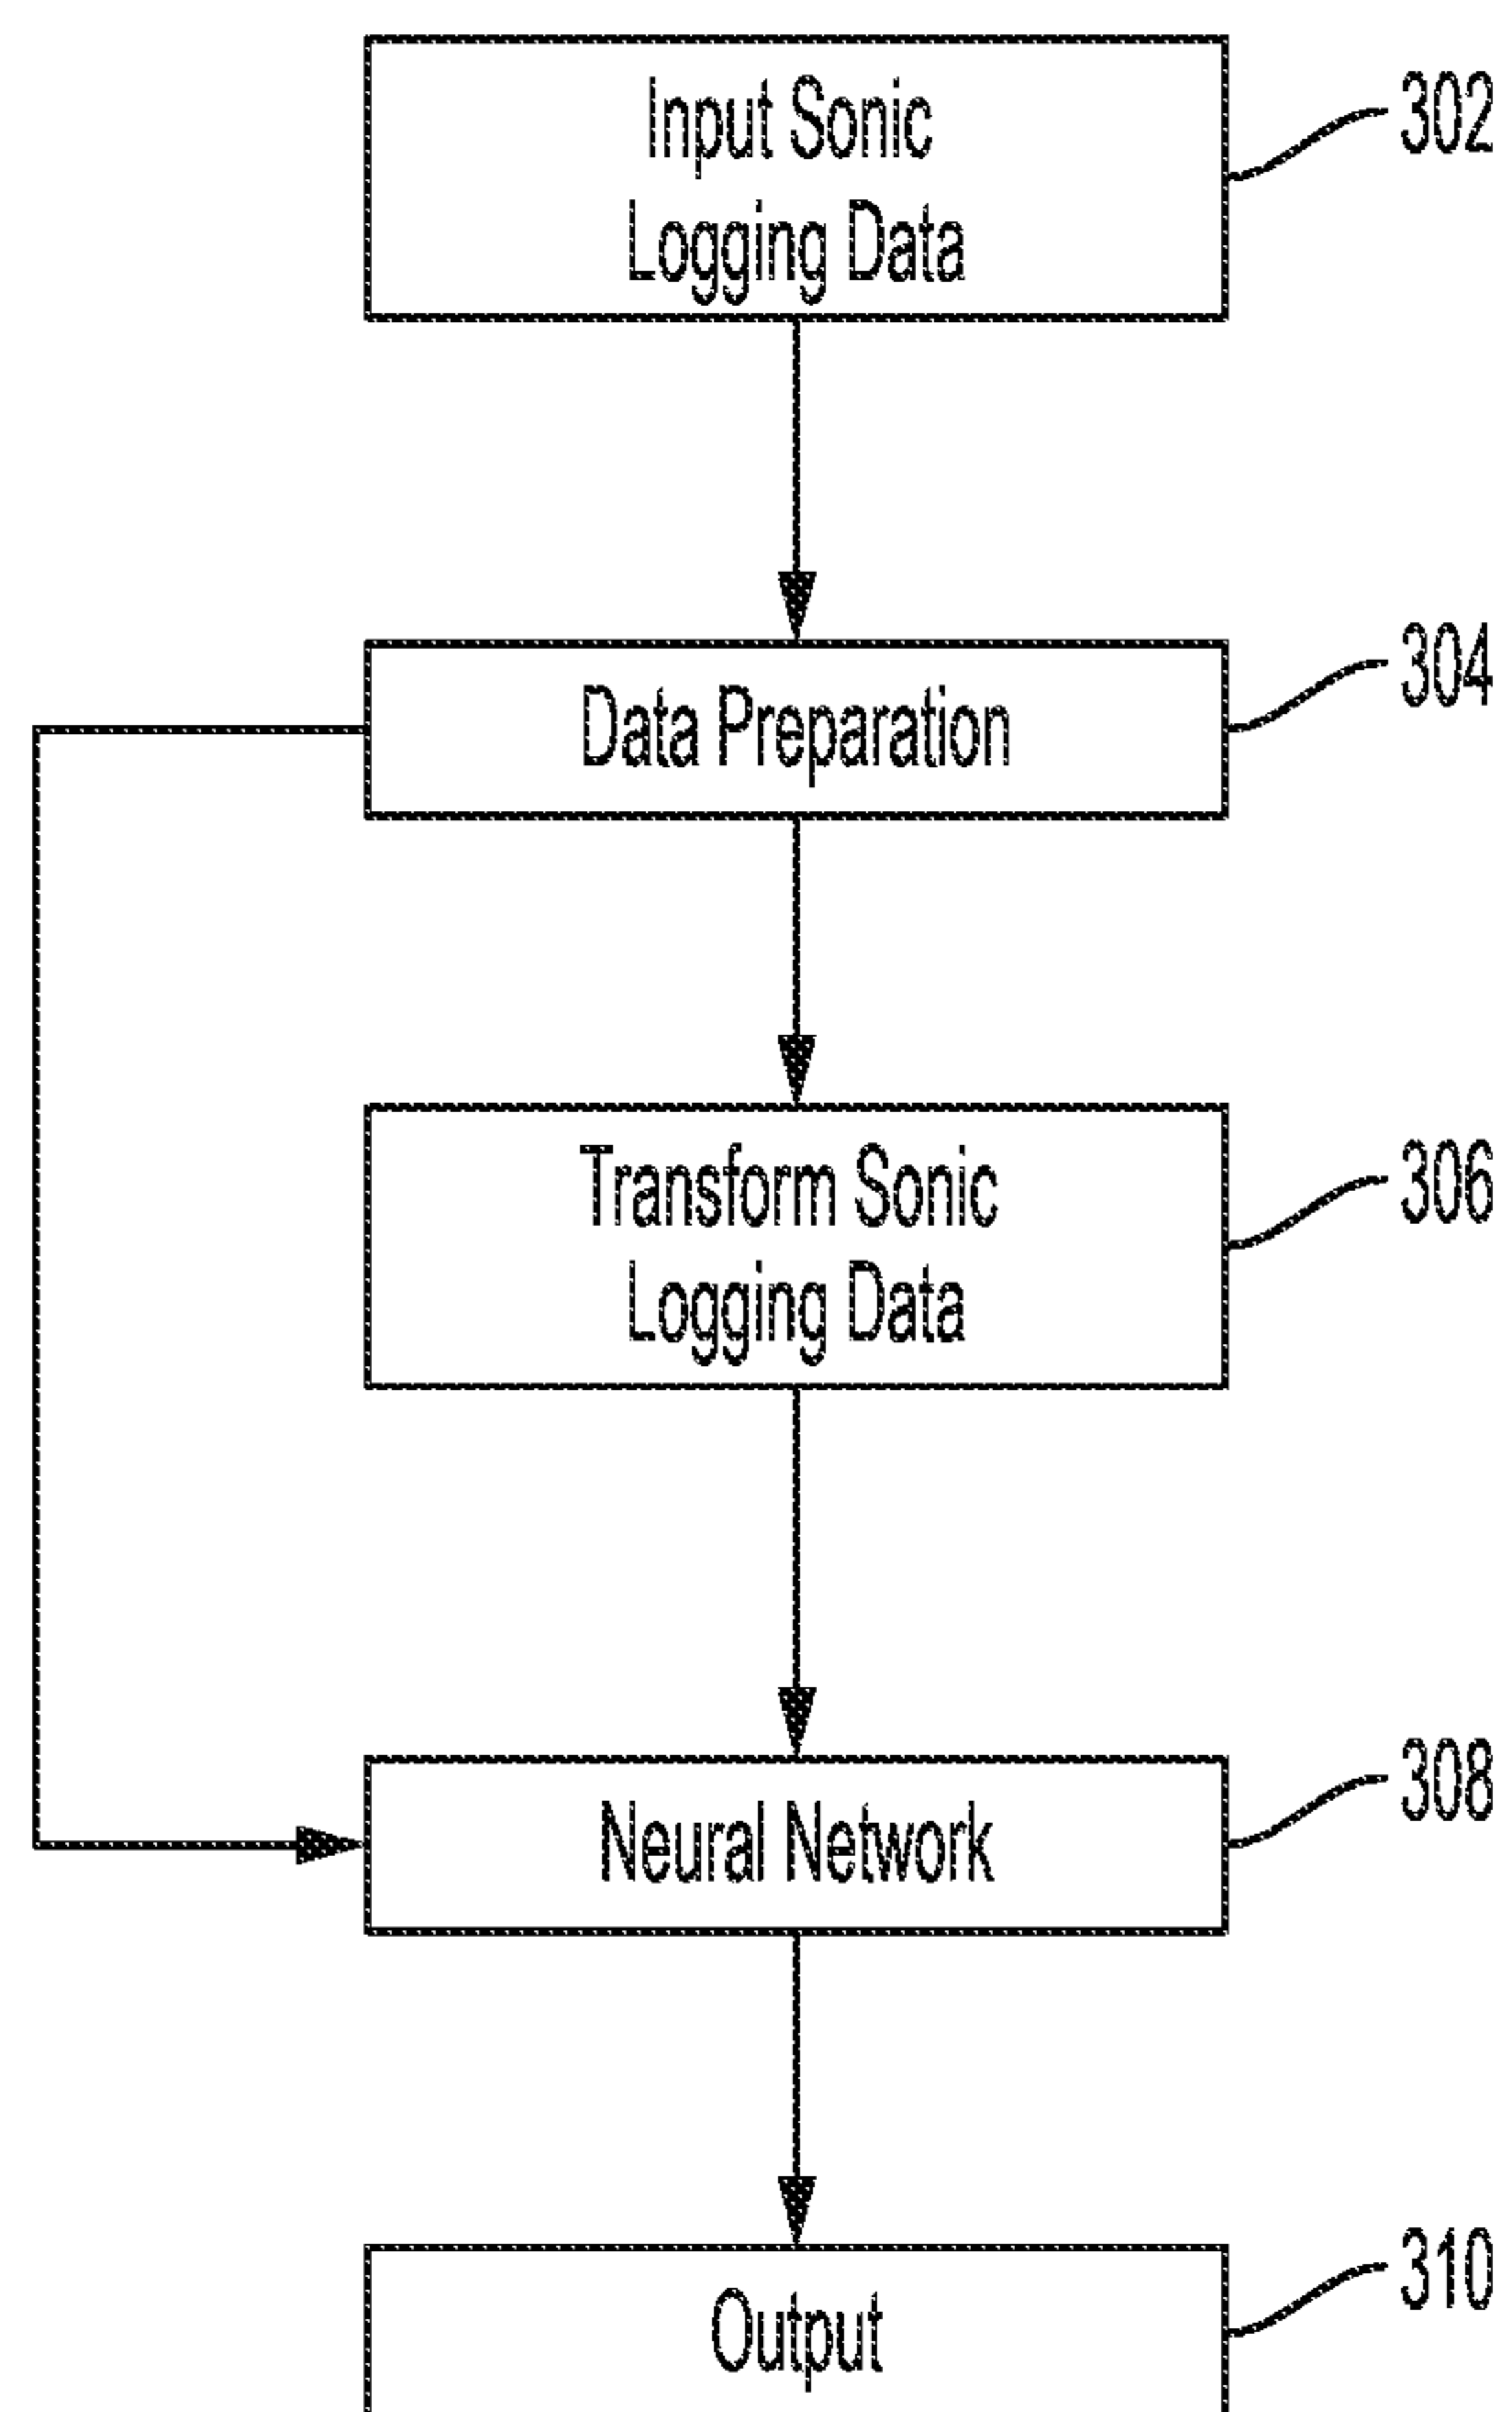 Input Sonic
Logging Data
302
Data Preparation
304
Transform Sonic
Logging Data
306
Neural Network
308
Output
310